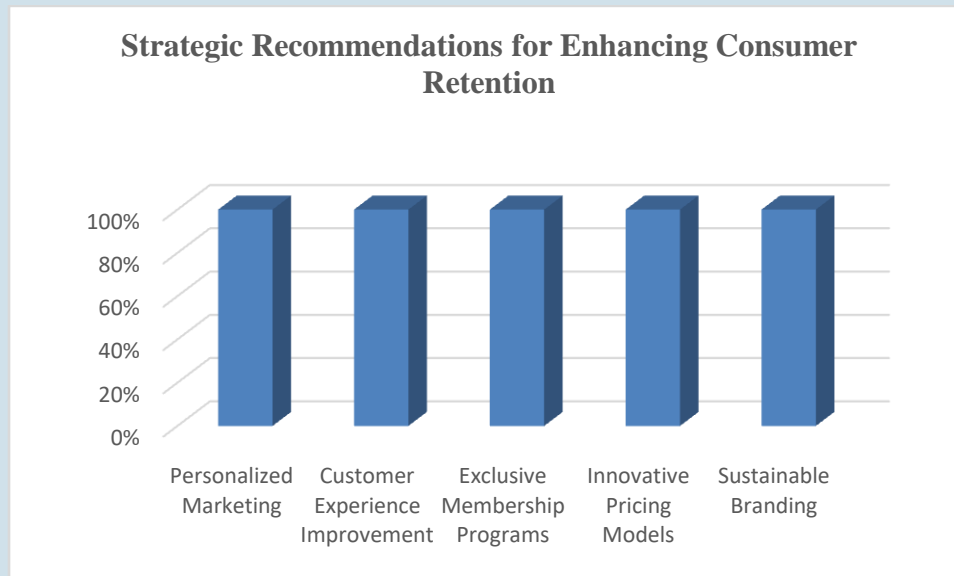 Strategic Recommendations for Enhancing Consumer
Retention
100%
80%
60%
40%
20%
0%
Personalized
Marketing
Customer
Experience
Improvement
Exclusive
Membership
Programs
Innovative
Pricing
Models
Sustainable
Branding